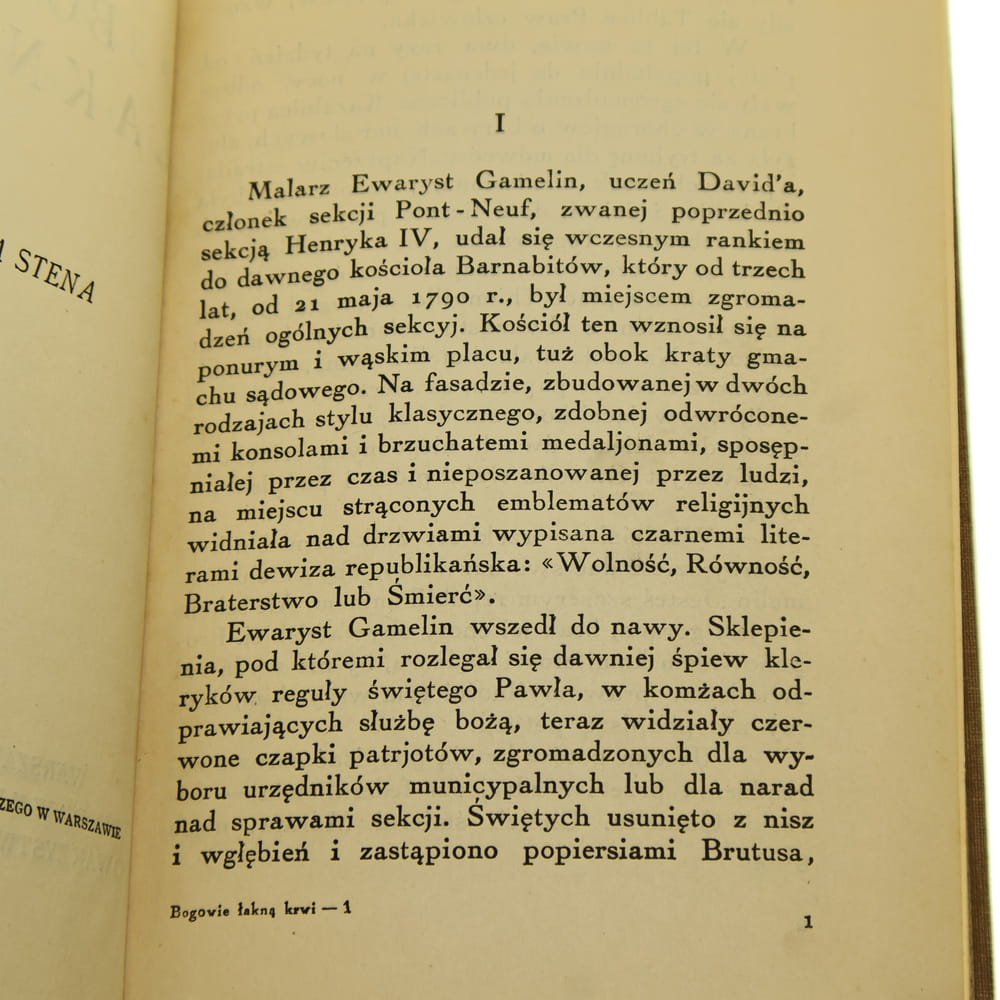 STENA
ZEGO W WARSZAWIE
I
Malarz Ewaryst Gamelin, uczeń David'a,
członek sekcji Pont-Neuf, zwanej poprzednio
sekcją Henryka IV, udał się wczesnym rankiem
do dawnego kościoła Barnabitów, który od trzech
lat, od 21 maja 1790 r., był miejscem zgroma-
dzeń ogólnych sekcyj. Kościół ten wznosił się na
ponurym i wąskim placu, tuż obok kraty gma-
chu sądowego. Na fasadzie, zbudowanej w dwóch
rodzajach stylu klasycznego, zdobnej odwrócone-
mi konsolami i brzuchatemi medaljonami, sposęp-
niałej przez czas i nieposzanowanej przez ludzi,
na miejscu strąconych emblematów religijnych
widniała nad drzwiami wypisana czarnemi lite-
rami dewiza republikańska: «Wolność, Równość,
Braterstwo lub Śmierć».
Ewaryst Gamelin wszedł do nawy. Sklepie-
nia, pod któremi rozlegał się dawniej śpiew kle-
ryków reguły świętego Pawła, w komżach od-
prawiających służbę bożą, teraz widziały czer-
wone czapki patrjotów, zgromadzonych dla wy-
boru urzędników municypalnych lub dla narad
nad sprawami sekcji. Świętych usunięto z nisz
i wgłębień i zastąpiono popiersiami Brutusa,
Bogowie łakną krwi — 1
1